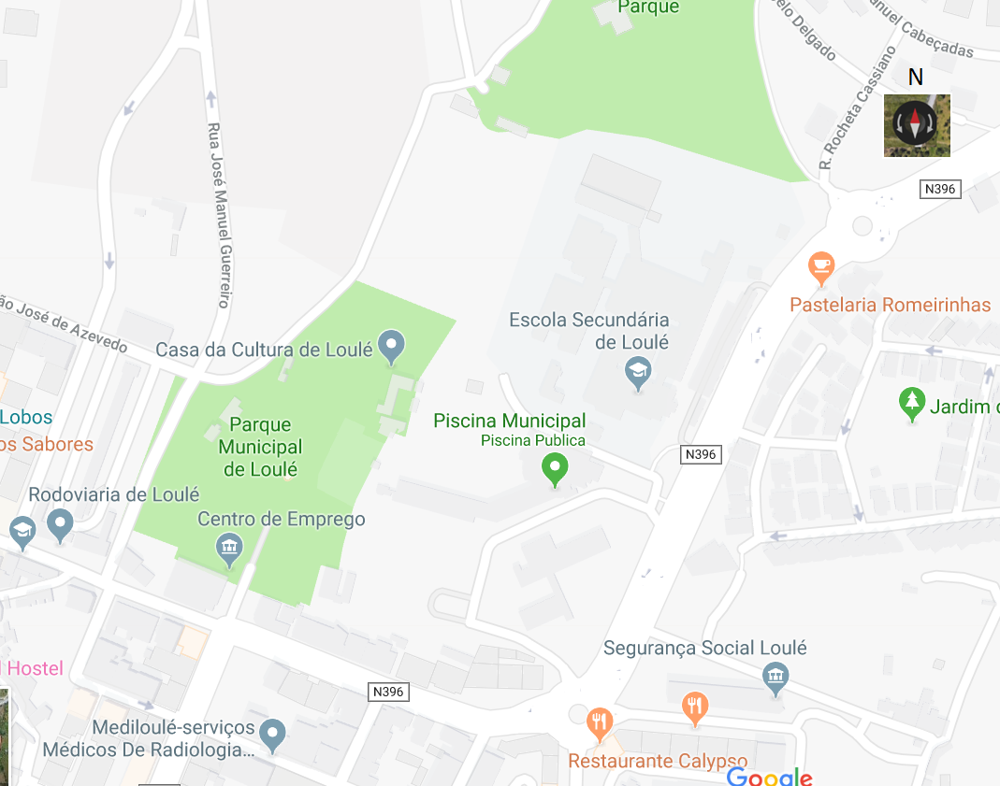 Parque
elo Delgado
anuel Cabeçadas
N
R. Rocheta Cassiano
N396
Rua José Manuel Guerreiro
Pastelaria Romeirinhas
ão José de Azevedo
Escola Secundária
de Loulé
Casa da Cultura de Loulé
Jardim d
Lobos
os Sabores
Parque
Municipal
de Loulé
Piscina Municipal
Piscina Publica
N396
Rodoviaria de Loulé
Centro de Emprego
Segurança Social Loulé
l Hostel
N396
Mediloulé-serviços
Médicos De Radiologia...
Restaurante Calypso
Google